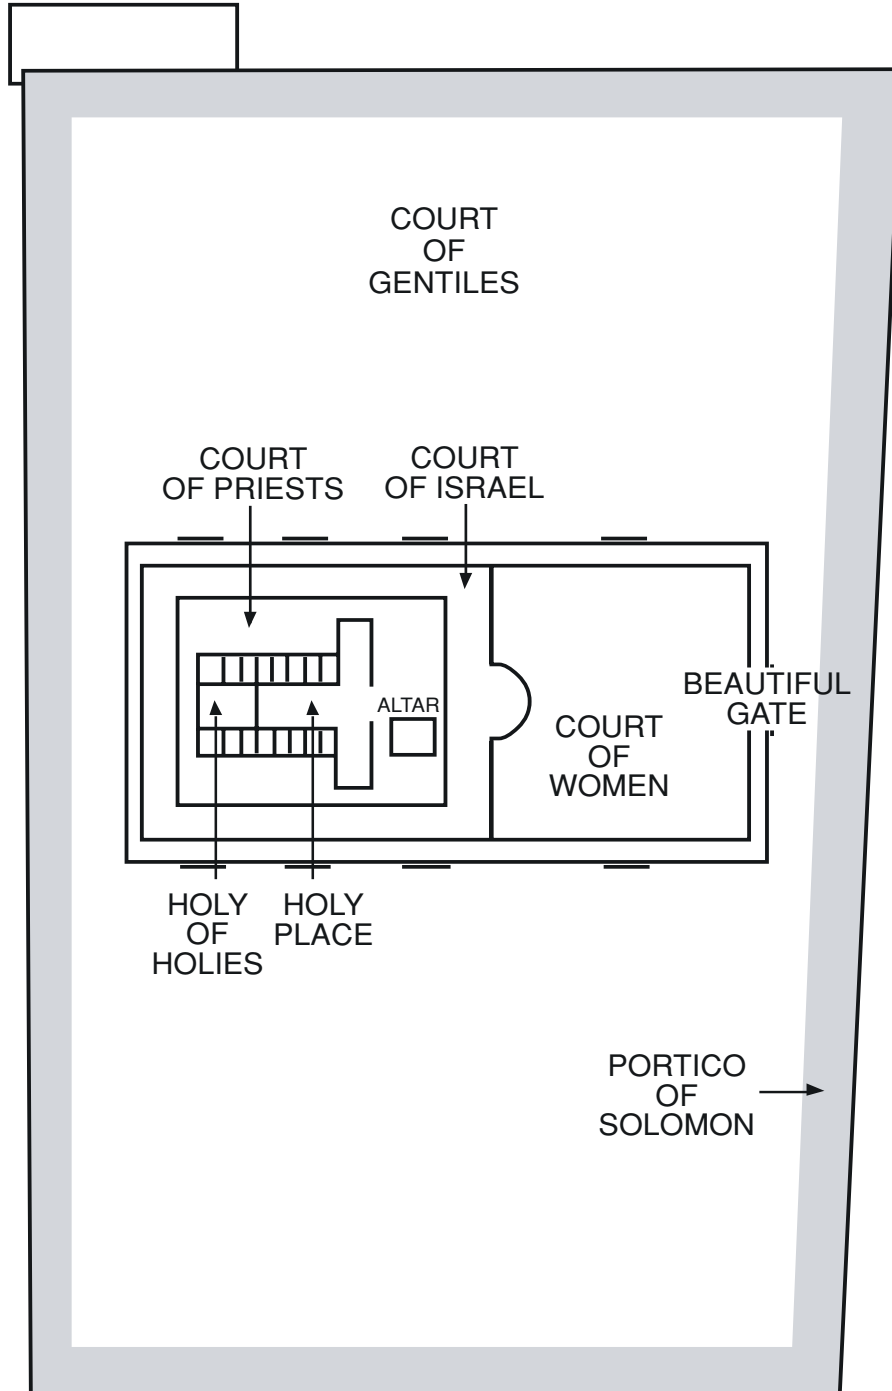 COURT
OF
GENTILES
COURT
OF PRIESTS
COURT
OF ISRAEL
BEAUTIFUL
GATE
ALTAR
COURT
OF
WOMEN
HOLY
OF
HOLIES
HOLY
PLACE
PORTICO
OF
SOLOMON